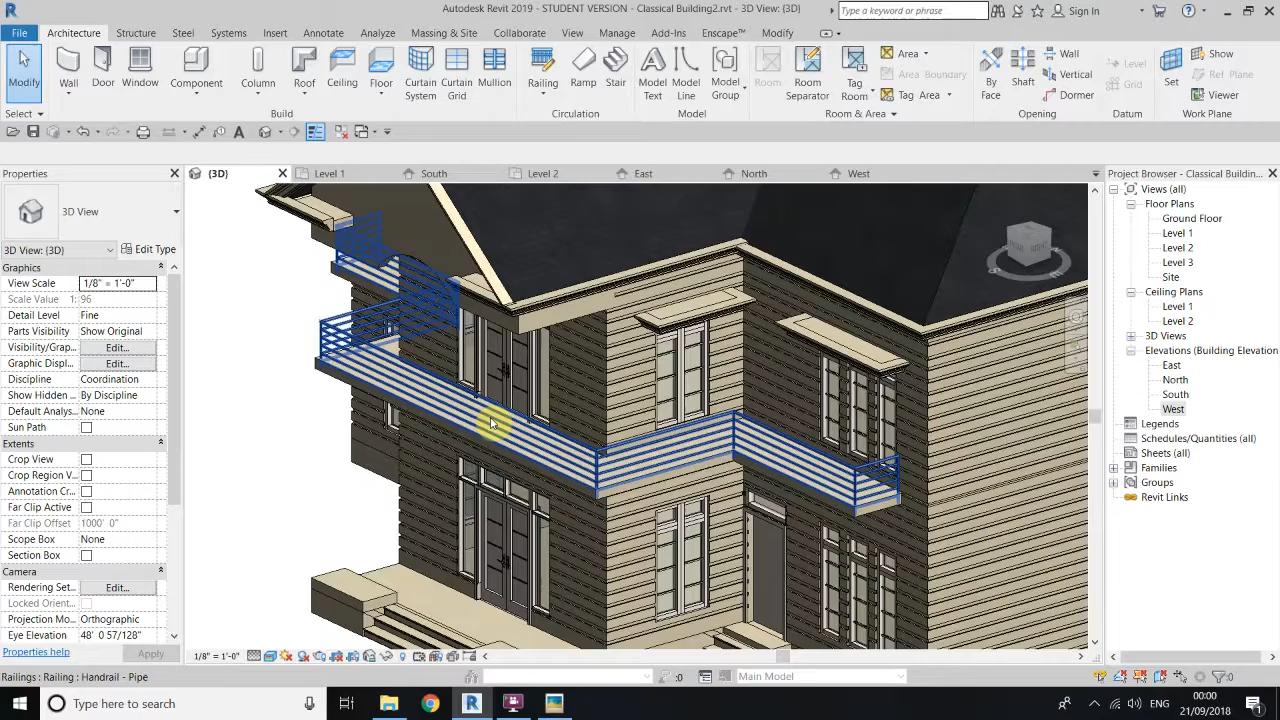 Autodesk Revit 2019 - STUDENT VERSION - Classical Building2.rvt - 3D View: {3D}
Type a keyword or phrase
Sign In
File Architecture Structure Steel Systems Insert Annotate Analyze Massing & Site Collaborate View Manage Add-Ins Enscape™ Modify
Modify Wall Door Window Component Column Roof Ceiling Floor Curtain System Curtain Grid Mullion Railing Ramp Stair Model Text Model Line Model Group Room Room Separator Tag Room
Area
Area Boundary
Tag Area
By Face Shaft
Wall
Vertical
Dormer
Level
Grid
Set
Show
Ref Plane
Viewer
Select Build Circulation Model Room & Area Opening Datum Work Plane
Properties
{3D} Level 1 South Level 2 East North West
3D View
3D View: {3D} Edit Type
Graphics
View Scale 1/8" = 1'-0"
Scale Value 1: 96
Detail Level Fine
Parts Visibility Show Original
Visibility/Grap... Edit...
Graphic Displ... Edit...
Discipline Coordination
Show Hidden ... By Discipline
Default Analys... None
Sun Path
Extents
Crop View
Crop Region V...
Annotation Cr...
Far Clip Active
Far Clip Offset 1000' 0"
Scope Box None
Section Box
Camera
Rendering Set... Edit...
Locked Orient...
Projection Mo... Orthographic
Eye Elevation 48' 0 57/128"
Properties help Apply
Project Browser - Classical Buildin...
Views (all)
Floor Plans
Ground Floor
Level 1
Level 2
Level 3
Site
Ceiling Plans
Level 1
Level 2
3D Views
Elevations (Building Elevation
East
North
South
West
Legends
Schedules/Quantities (all)
Sheets (all)
Families
Groups
Revit Links
1/8" = 1'-0"
Railings : Railing : Handrail - Pipe
:0
Main Model
:0
Type here to search
ENG
00:00
21/09/2018